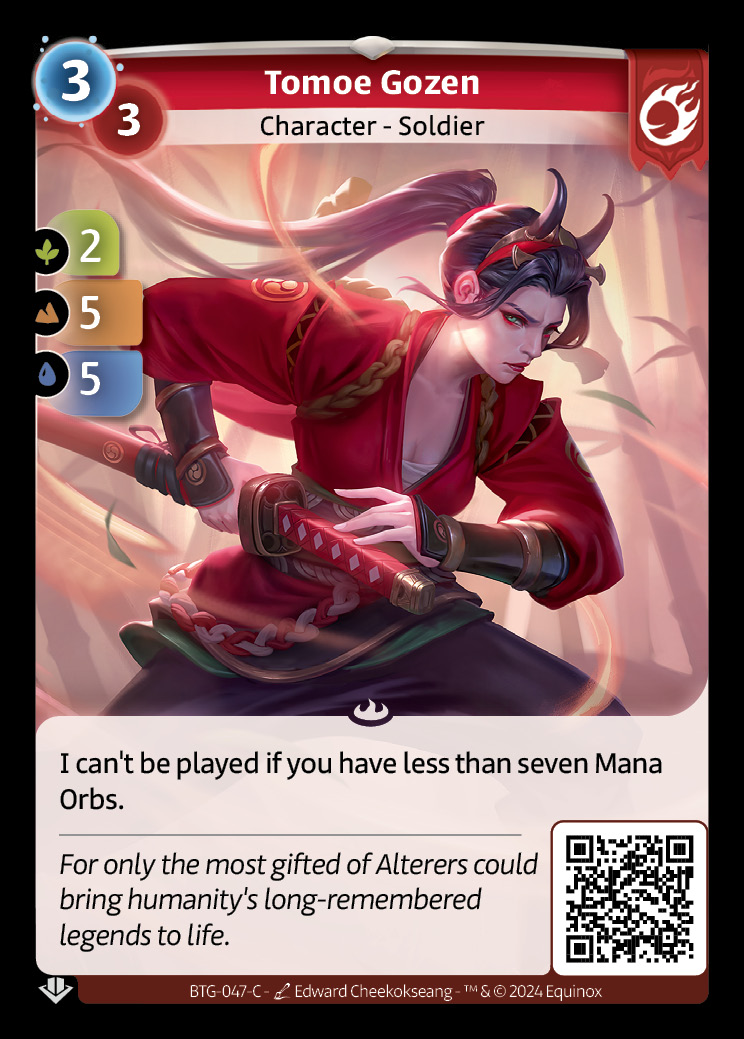 3
Tomoe Gozen
3
Character - Soldier
2
5
5
I can't be played if you have less than seven Mana
Orbs.
For only the most gifted of Alterers could
bring humanity's long-remembered
legends to life.
BTG-047-C - Edward Cheekokseang - ™ & © 2024 Equinox